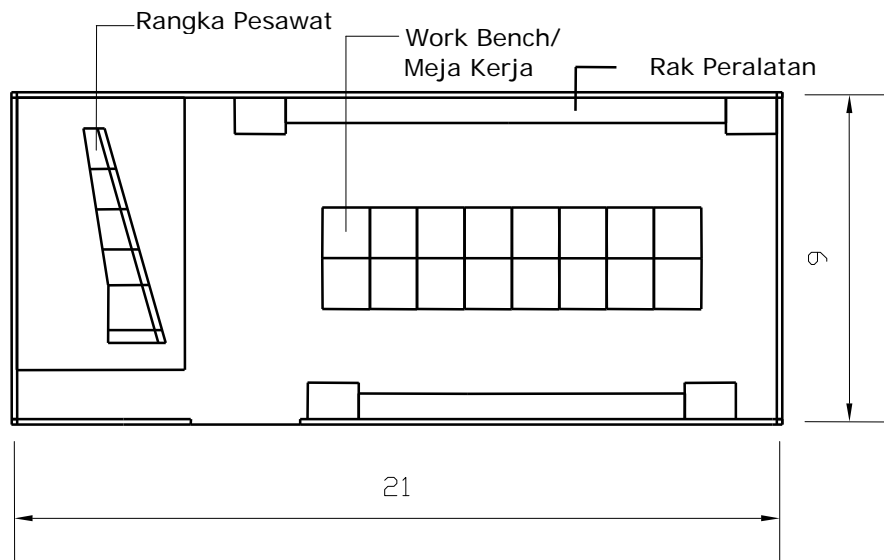 Rangka Pesawat
Work Bench/
Meja Kerja
Rak Peralatan
9
21